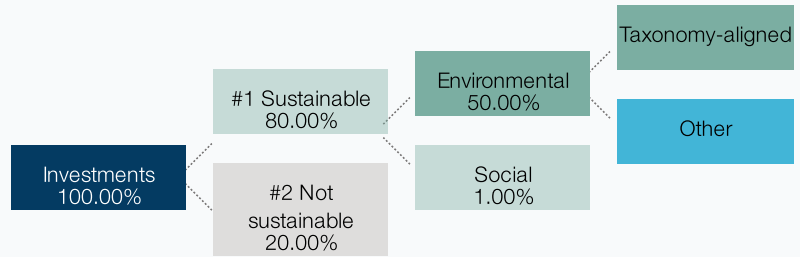 Investments
100.00%
#1 Sustainable
80.00%
#2 Not
sustainable
20.00%
Environmental
50.00%
Social
1.00%
Taxonomy-aligned
Other